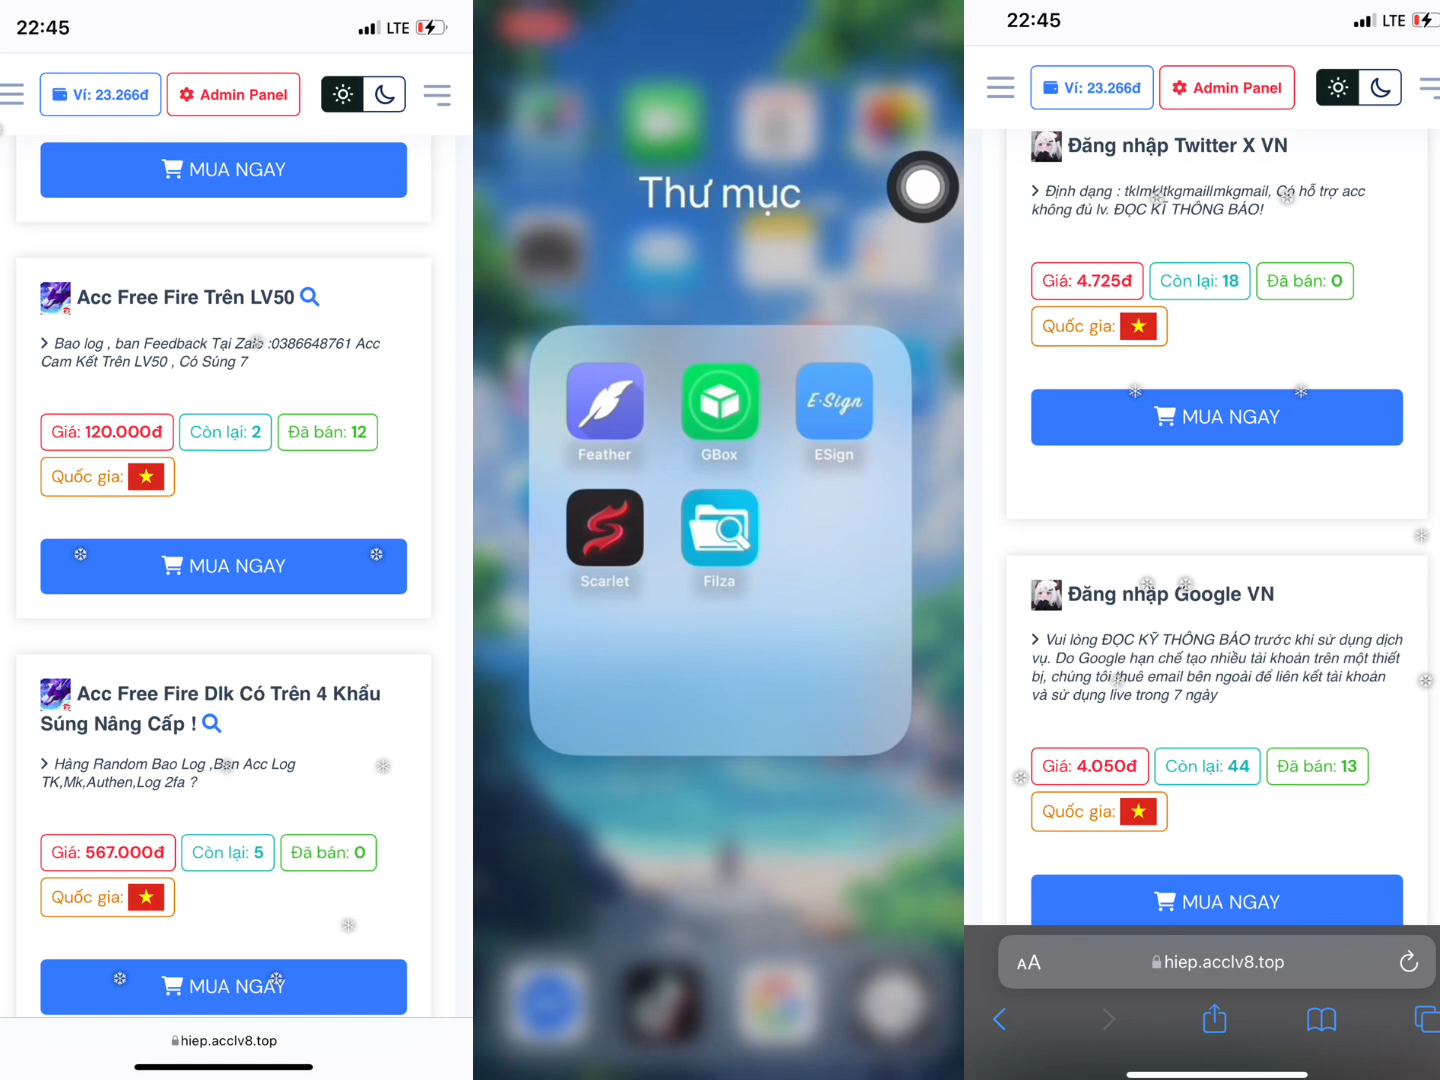 22:45
LTE
Ví: 23.266đ
Admin Panel
MUA NGAY
Acc Free Fire Trên LV50
Bao log , ban Feedback Tại Zalo :0386648761 Acc
Cam Kết Trên LV50 , Có Súng 7
Giá: 120.000đ
Còn lại: 2
Đã bán: 12
Quốc gia:
MUA NGAY
Acc Free Fire Dlk Có Trên 4 Khẩu
Súng Nâng Cấp !
Hàng Random Bao Log ,Bạn Acc Log
TK,Mk,Authen,Log 2fa ?
Giá: 567.000đ
Còn lại: 5
Đã bán: 0
Quốc gia:
MUA NGAY
hiep.acclv8.top
Thư mục
Feather
GBox
E·Sign
ESign
Scarlet
Filza
22:45
LTE
Ví: 23.266đ
Admin Panel
Đăng nhập Twitter X VN
Định dạng : tklmkltkgmaillmkgmail, Có hỗ trợ acc
không đủ lv. ĐỌC KĨ THÔNG BÁO!
Giá: 4.725đ
Còn lại: 18
Đã bán: 0
Quốc gia:
MUA NGAY
Đăng nhập Google VN
Vui lòng ĐỌC KỸ THÔNG BÁO trước khi sử dụng dịch
vụ. Do Google hạn chế tạo nhiều tài khoản trên một thiết
bị, chúng tôi thuê email bên ngoài để liên kết tài khoản
và sử dụng live trong 7 ngày
Giá: 4.050đ
Còn lại: 44
Đã bán: 13
Quốc gia:
MUA NGAY
AA
hiep.acclv8.top